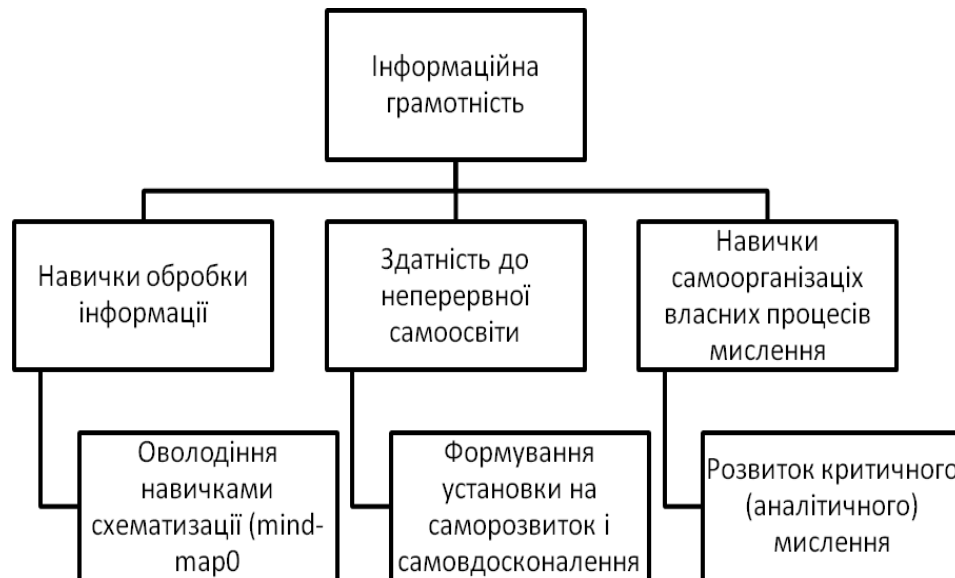 Інформаційна
грамотність
Навички обробки
інформації
Здатність до
неперервної
самоосвіти
Навички
самоорганізаціх
власних процесів
мислення
Оволодіння
навичками
схематизації (mind-
map0
Формування
установки на
саморозвиток і
самовдосконалення
Розвиток критичного
(аналітичного)
мислення